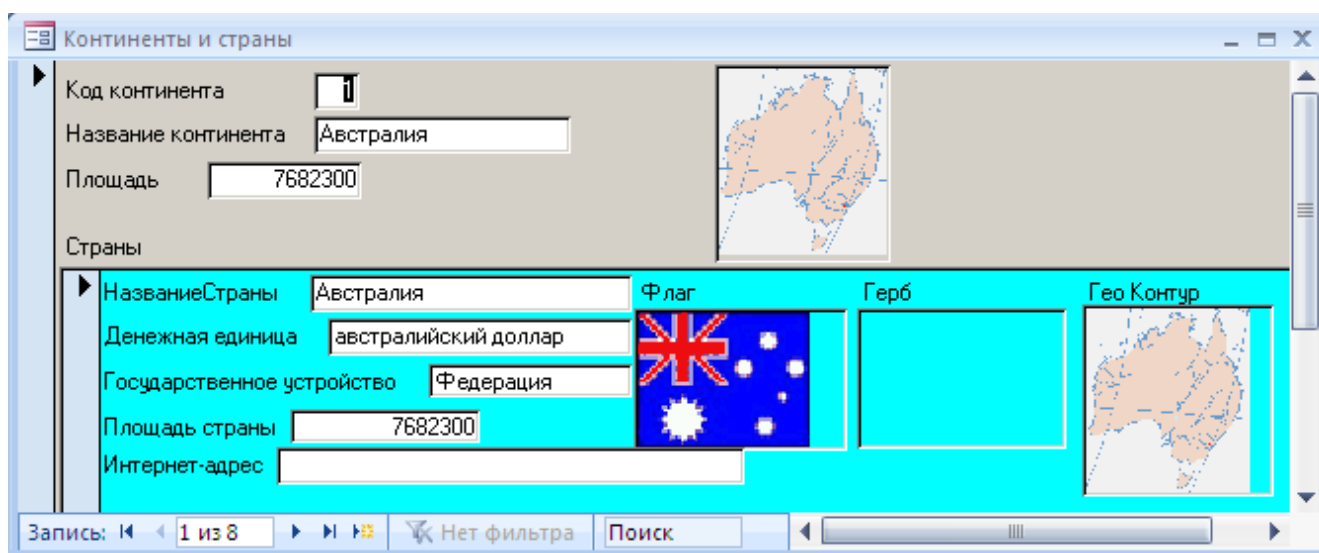 Континенты и страны
Код континента 1
Название континента Австралия
Площадь 7682300
Страны
НазваниеСтраны Австралия Флаг Герб Гео Контур
Денежная единица австралийский доллар
Государственное устройство Федерация
Площадь страны 7682300
Интернет-адрес
Запись: 1 из 8 Нет фильтра Поиск